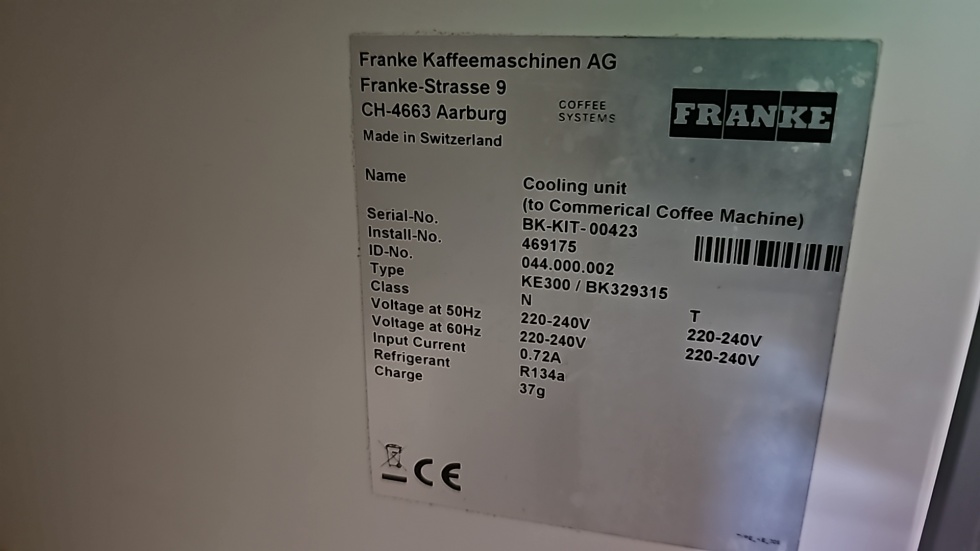 Franke Kaffeemaschinen AG
Franke-Strasse 9
CH-4663 Aarburg
Made in Switzerland
COFFEE
SYSTEMS
FRANKE
Name Cooling unit
(to Commerical Coffee Machine)
Serial-No. BK-KIT-00423
Install-No. 469175
ID-No. 044.000.002
Type KE300 / BK329315
Class N T
Voltage at 50Hz 220-240V 220-240V
Voltage at 60Hz 220-240V 220-240V
Input Current 0.72A
Refrigerant R134a
Charge 37g
CE